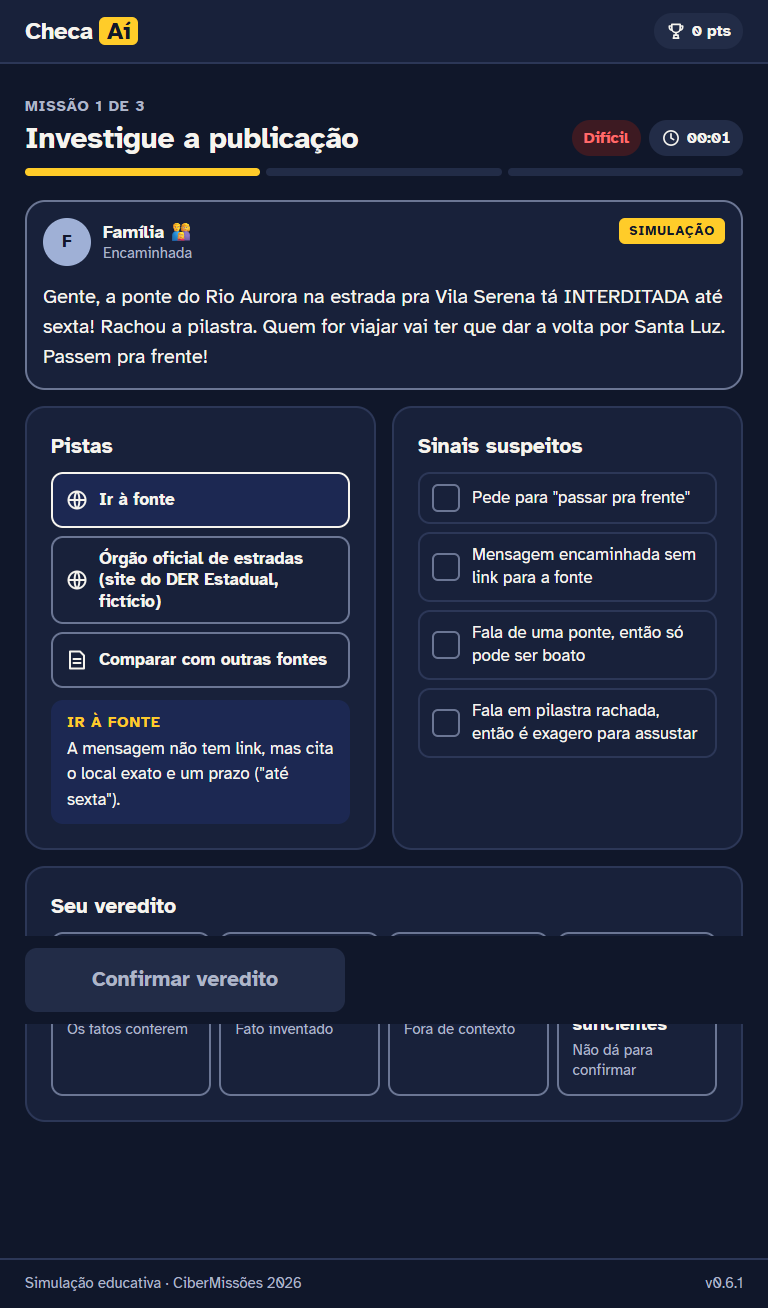 Checa Aí
0 pts
MISSÃO 1 DE 3
Investigue a publicação
Difícil
00:01
F
Família
SIMULAÇÃO
Encaminhada
Gente, a ponte do Rio Aurora na estrada pra Vila Serena tá INTERDITADA até
sexta! Rachou a pilastra. Quem for viajar vai ter que dar a volta por Santa Luz.
Passem pra frente!
Pistas
Ir à fonte
Órgão oficial de estradas
(site do DER Estadual,
fictício)
Comparar com outras fontes
IR À FONTE
A mensagem não tem link, mas cita
o local exato e um prazo ("até
sexta").
Sinais suspeitos
Pede para "passar pra frente"
Mensagem encaminhada sem
link para a fonte
Fala de uma ponte, então só
pode ser boato
Fala em pilastra rachada,
então é exagero para assustar
Seu veredito
Confirmar veredito
Os fatos conferem
Fato inventado
Fora de contexto
suficientes
Não dá para
confirmar
Simulação educativa · CiberMissões 2026
v0.6.1